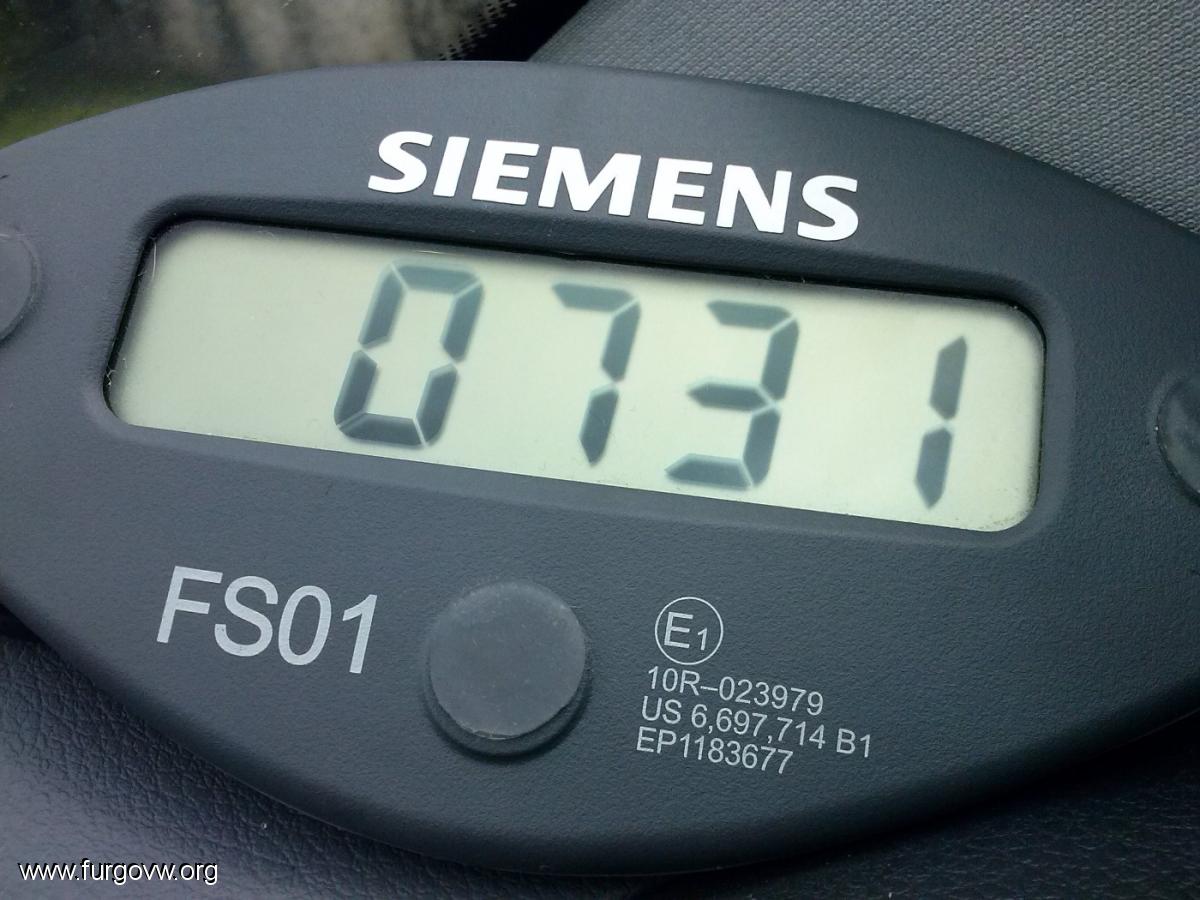 SIEMENS
0731
FS01
E1
10R–023979
US 6,697,714 B1
EP1183677
www.furgovw.org